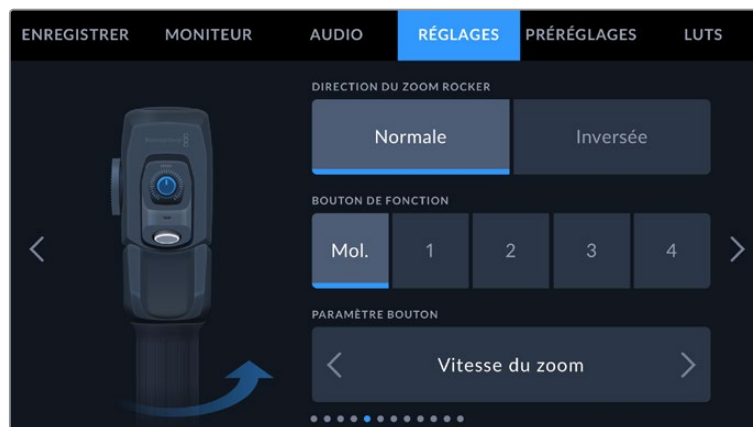 ENREGISTRER MONITEUR AUDIO RÉGLAGES PRÉRÉGLAGES LUTS
DIRECTION DU ZOOM ROCKER
Normale Inversée
BOUTON DE FONCTION
Mol. 1 2 3 4
PARAMÈTRE BOUTON
Vitesse du zoom